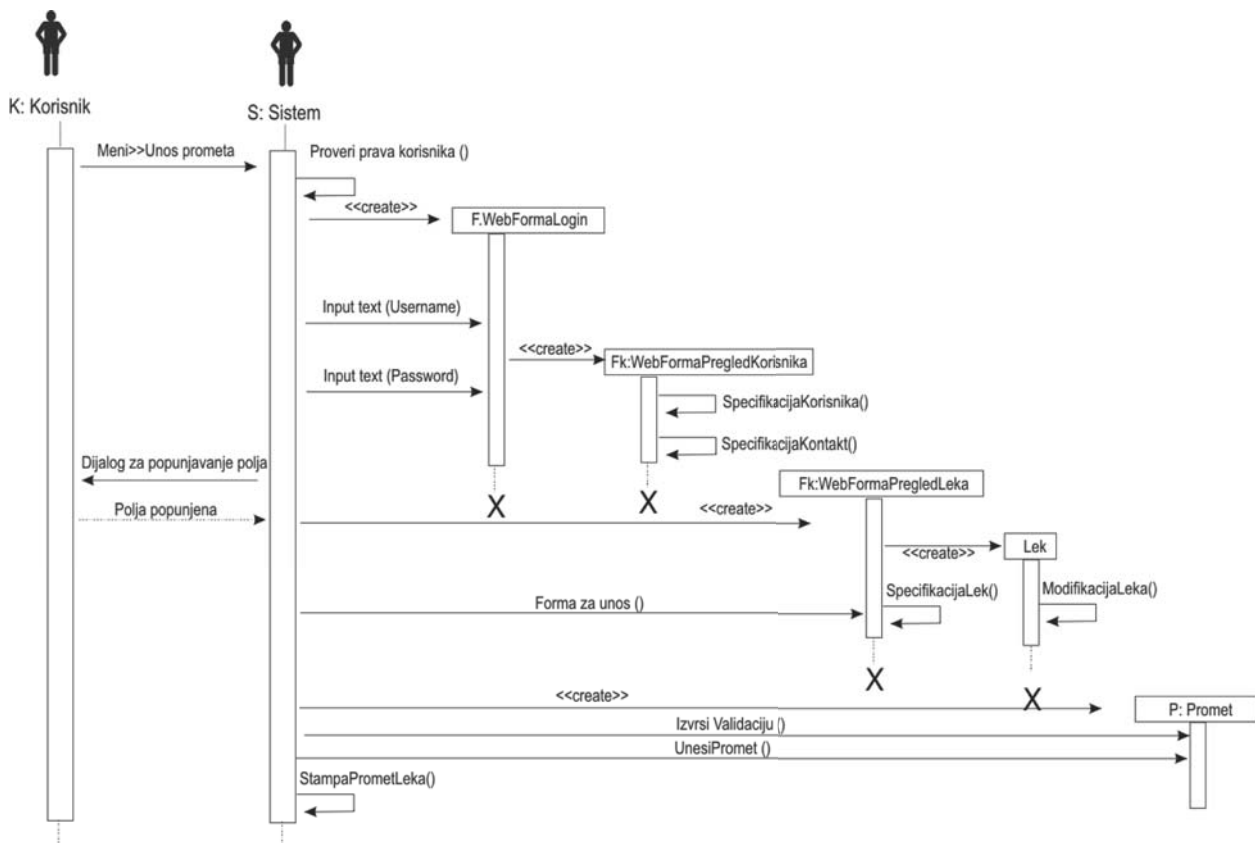 K: Korisnik
S: Sistem
Meni>>Unos prometa
Proveri prava korisnika ()
<<create>>
F.WebFormaLogin
Input text (Username)
<<create>>
Fk:WebFormaPregledKorisnika
Input text (Password)
SpecifikacijaKorisnika()
SpecifikacijaKontakt()
Dijalog za popunjavanje polja
Fk:WebFormaPregledLeka
X
X
Polja popunjena
<<create>>
Lek
<<create>>
SpecifikacijaLek()
ModifikacijaLeka()
Forma za unos ()
X
X
<<create>>
P: Promet
Izvrsi Validaciju ()
UnesiPromet ()
StampaPrometLeka()